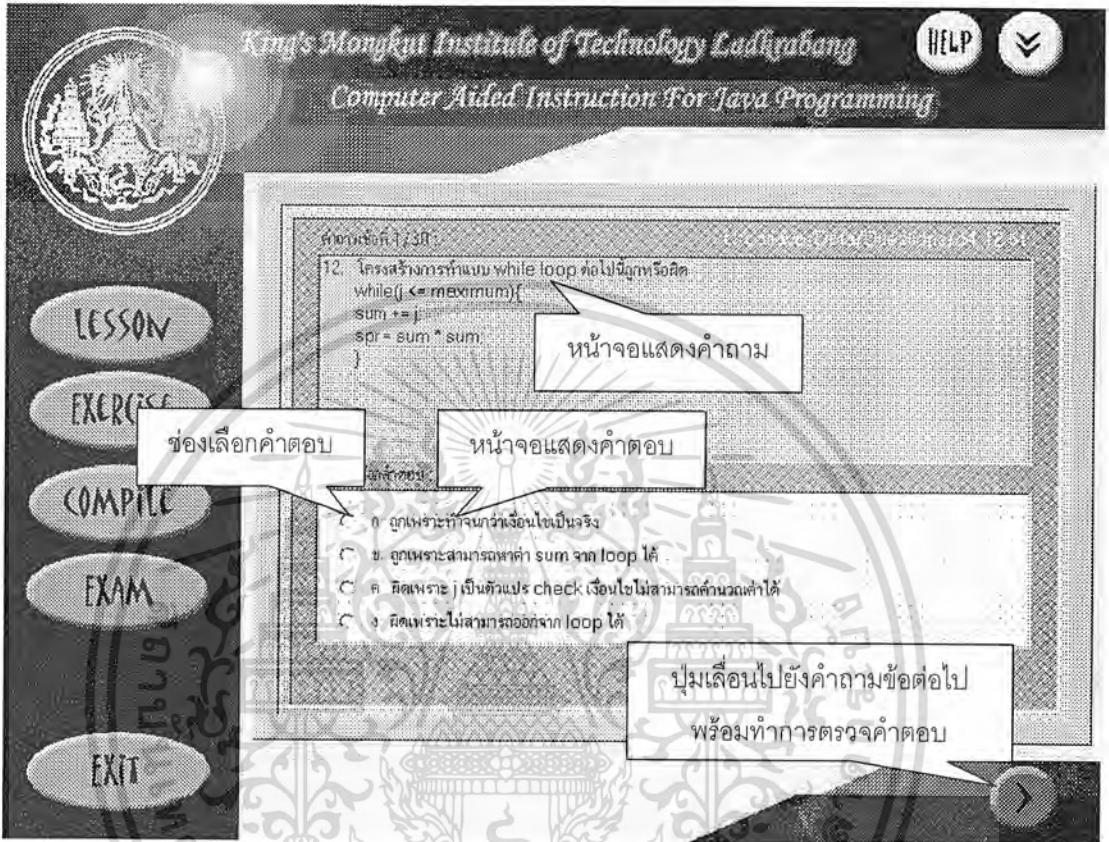 King's Mongkut Institute of Technology Ladkrabang
Computer Aided Instruction For Java Programming
HELP
LESSON
EXERCISE
COMPILE
EXAM
EXIT
คำถามข้อที่ 1 / 30 :
12. โครงสร้างการทำแบบ while loop ต่อไปนี้ถูกหรือผิด
while(j <= maximum){
sum += j;
spr = sum * sum;
}
หน้าจอแสดงคำถาม
ช่องเลือกคำตอบ
หน้าจอแสดงคำตอบ
ก. ถูกเพราะทำจนกว่าเงื่อนไขเป็นจริง
ข. ถูกเพราะสามารถหาค่า sum จาก loop ได้
ค. ผิดเพราะ j เป็นตัวแปร check เงื่อนไขไม่สามารถคำนวณค่าได้
ง. ผิดเพราะไม่สามารถออกจาก loop ได้
ปุ่มเลื่อนไปยังคำถามข้อต่อไป
พร้อมทำการตรวจคำตอบ